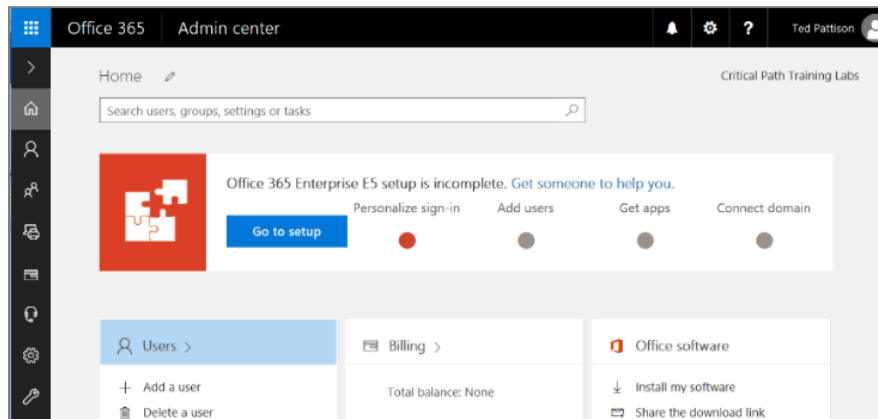 Office 365 Admin center ? Ted Pattison
Home Critical Path Training Labs
Search users, groups, settings or tasks
Office 365 Enterprise E5 setup is incomplete. Get someone to help you.
Personalize sign-in Add users Get apps Connect domain
Go to setup
Users > Billing > Office software
Add a user Total balance: None Install my software
Delete a user Share the download link